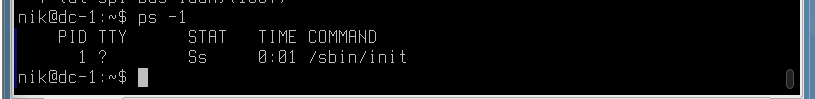 nik@dc-1:~$ ps -1
PID TTY STAT TIME COMMAND
1 ? Ss 0:01 /sbin/init
nik@dc-1:~$